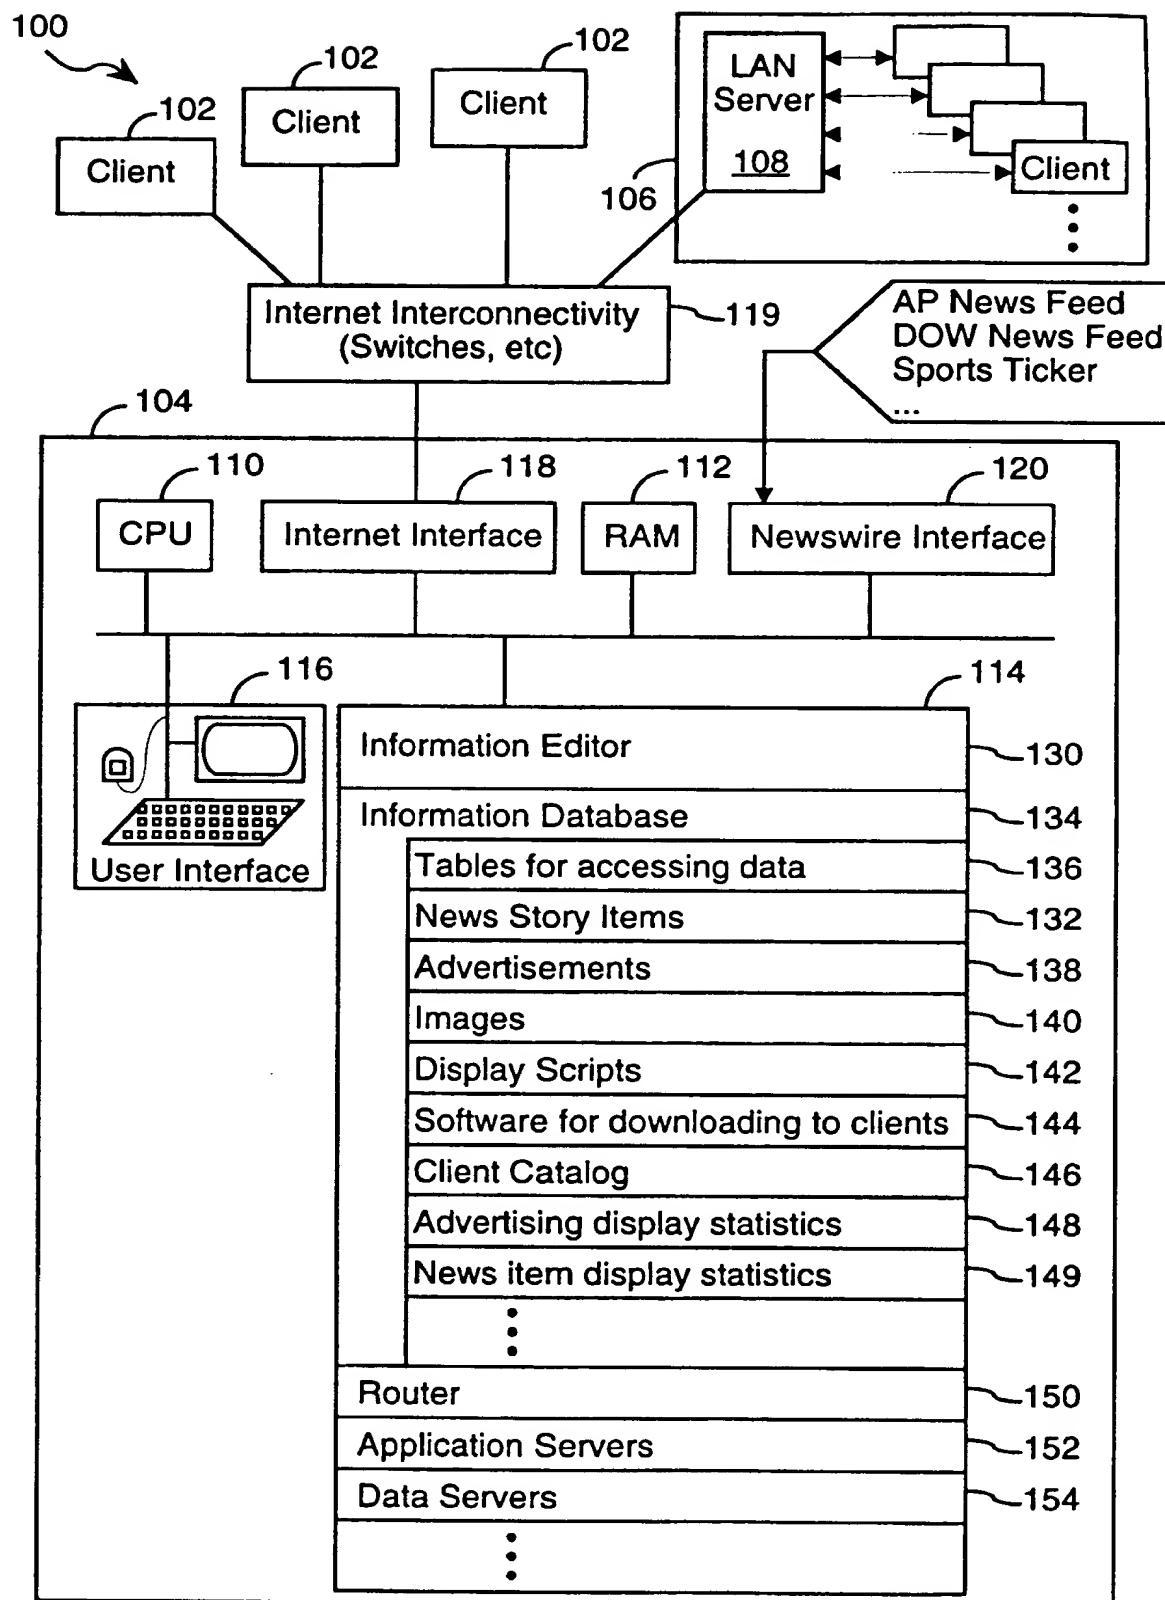 100
102
Client
102
Client
102
Client
LAN
Server
108
Client
106
Internet Interconnectivity
(Switches, etc)
119
AP News Feed
DOW News Feed
Sports Ticker
...
104
110
CPU
118
Internet Interface
112
RAM
120
Newswire Interface
116
User Interface
114
Information Editor
130
Information Database
134
Tables for accessing data
136
News Story Items
132
Advertisements
138
Images
140
Display Scripts
142
Software for downloading to clients
144
Client Catalog
146
Advertising display statistics
148
News item display statistics
149
Router
150
Application Servers
152
Data Servers
154